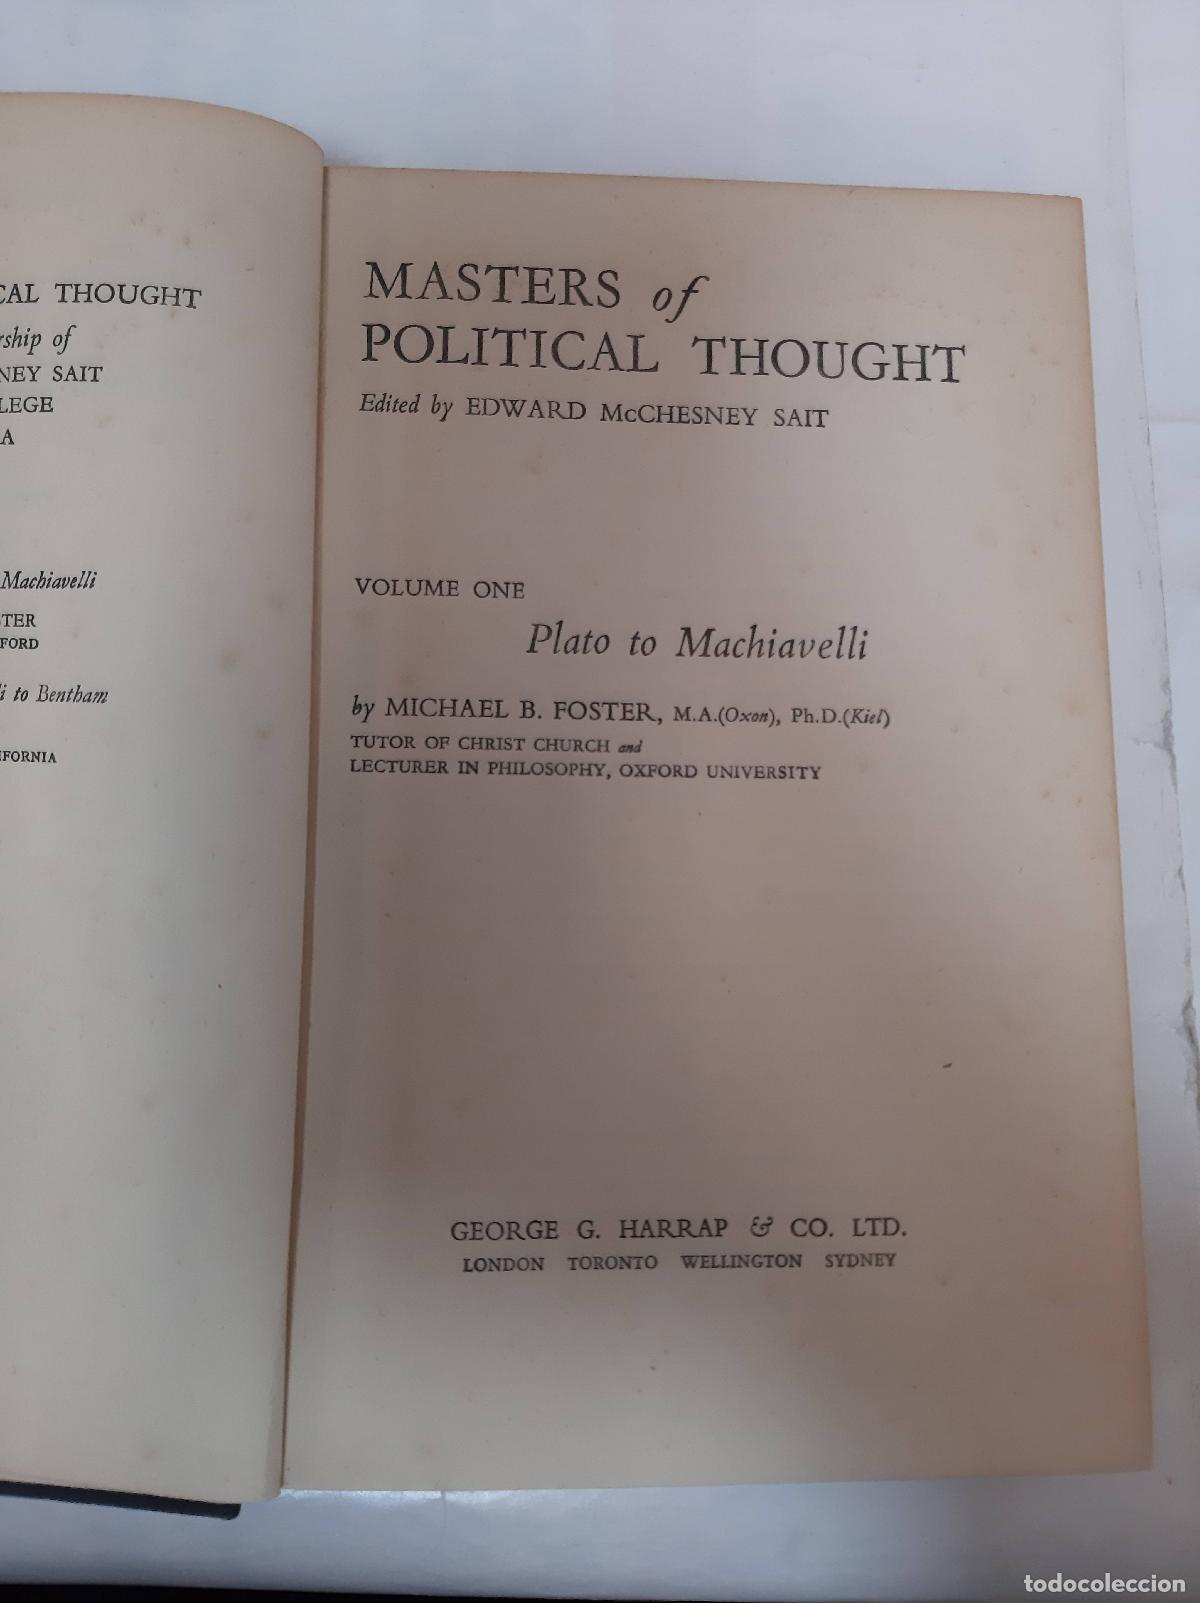 CAL THOUGHT
rship of
NEY SAIT
LEGE
A
Machiavelli
TER
FORD
i to Bentham
IFORNIA
MASTERS of
POLITICAL THOUGHT
Edited by EDWARD McCHESNEY SAIT
VOLUME ONE
Plato to Machiavelli
by MICHAEL B. FOSTER, M.A.(Oxon), Ph.D.(Kiel)
TUTOR OF CHRIST CHURCH and
LECTURER IN PHILOSOPHY, OXFORD UNIVERSITY
GEORGE G. HARRAP & CO. LTD.
LONDON TORONTO WELLINGTON SYDNEY
todocoleccion